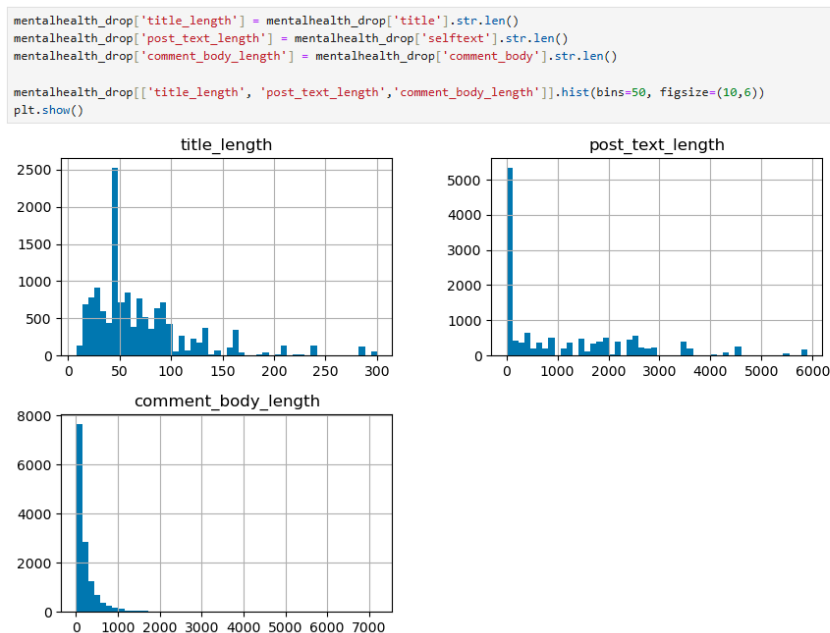 mentalhealth_drop['title_length'] = mentalhealth_drop['title'].str.len()
mentalhealth_drop['post_text_length'] = mentalhealth_drop['selftext'].str.len()
mentalhealth_drop['comment_body_length'] = mentalhealth_drop['comment_body'].str.len()
mentalhealth_drop[['title_length', 'post_text_length','comment_body_length']].hist(bins=50, figsize=(10,6))
plt.show()
title_length
2500
2000
1500
1000
500
0
0 50 100 150 200 250 300
post_text_length
5000
4000
3000
2000
1000
0
0 1000 2000 3000 4000 5000 6000
comment_body_length
8000
6000
4000
2000
0
0 1000 2000 3000 4000 5000 6000 7000